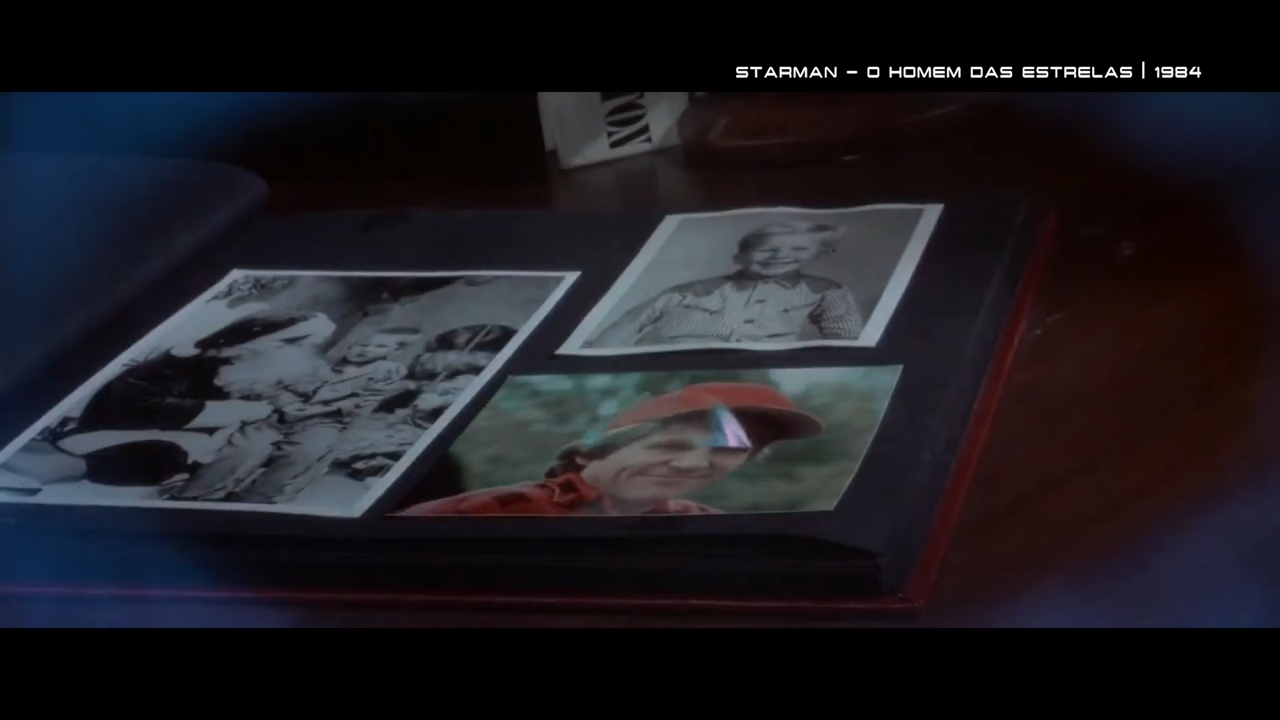 STARMAN – O HOMEM DAS ESTRELAS | 1984